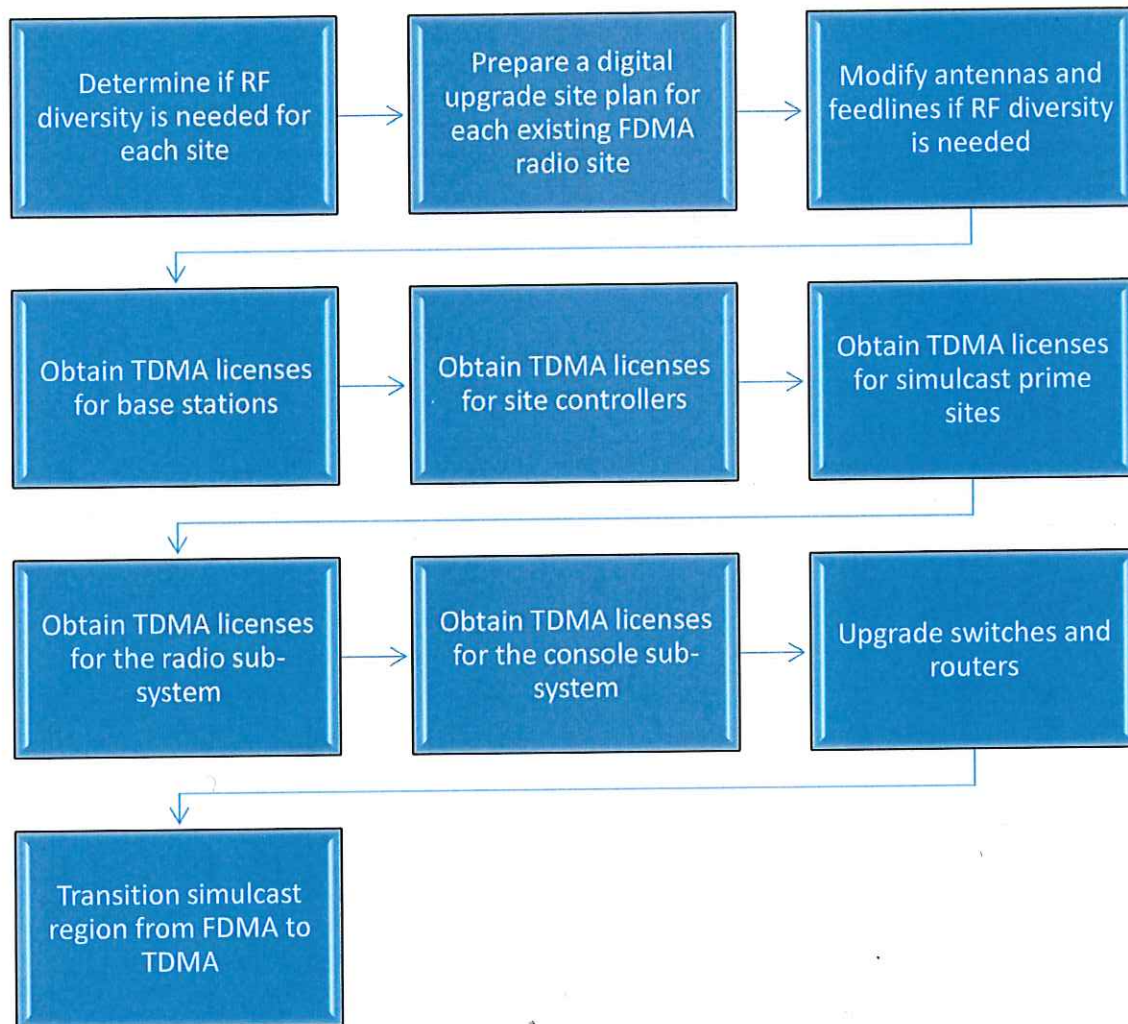 Determine if RF
diversity is needed for
each site
Prepare a digital
upgrade site plan for
each existing FDMA
radio site
Modify antennas and
feedlines if RF diversity
is needed
Obtain TDMA licenses
for base stations
Obtain TDMA licenses
for site controllers
Obtain TDMA licenses
for simulcast prime
sites
Obtain TDMA licenses
for the radio sub-
system
Obtain TDMA licenses
for the console sub-
system
Upgrade switches and
routers
Transition simulcast
region from FDMA to
TDMA